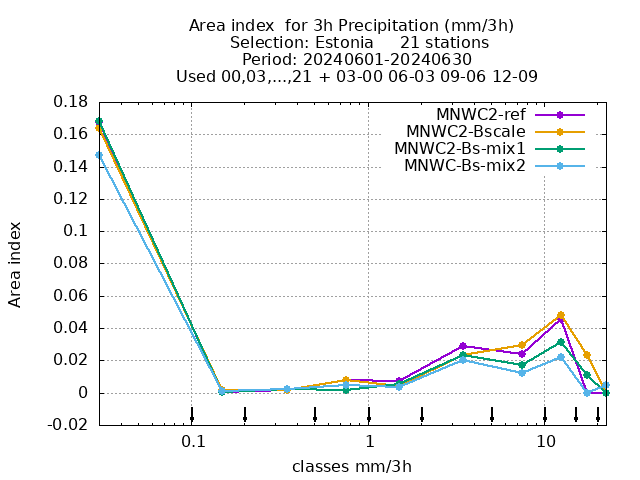 Area index  for 3h Precipitation (mm/3h)
Selection: Estonia     21 stations
Period: 20240601-20240630
Used 00,03,...,21 + 03-00 06-03 09-06 12-09
MNWC2-ref
MNWC2-Bscale
MNWC2-Bs-mix1
MNWC-Bs-mix2
Area index
0.18
0.16
0.14
0.12
0.1
0.08
0.06
0.04
0.02
0
-0.02
0.1 1 10
classes mm/3h